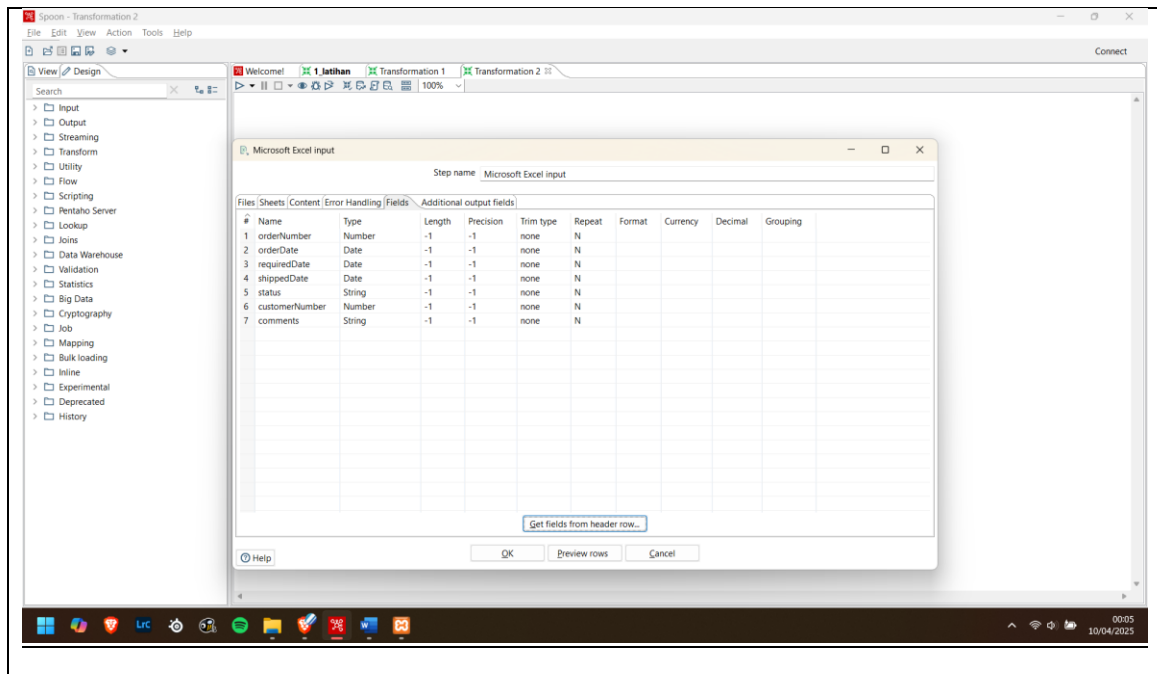 Spoon - Transformation 2
File Edit View Action Tools Help
Connect
View Design
Welcome! 1_latihan Transformation 1 Transformation 2
Search
100%
Input
Output
Streaming
Transform
Utility
Flow
Scripting
Pentaho Server
Lookup
Joins
Data Warehouse
Validation
Statistics
Big Data
Cryptography
Job
Mapping
Bulk loading
Inline
Experimental
Deprecated
History
Microsoft Excel input
Step name Microsoft Excel input
Files Sheets Content Error Handling Fields Additional output fields
# Name Type Length Precision Trim type Repeat Format Currency Decimal Grouping
1 orderNumber Number -1 -1 none N
2 orderDate Date -1 -1 none N
3 requiredDate Date -1 -1 none N
4 shippedDate Date -1 -1 none N
5 status String -1 -1 none N
6 customerNumber Number -1 -1 none N
7 comments String -1 -1 none N
Get fields from header row...
Help OK Preview rows Cancel
LrC
00:05
10/04/2025